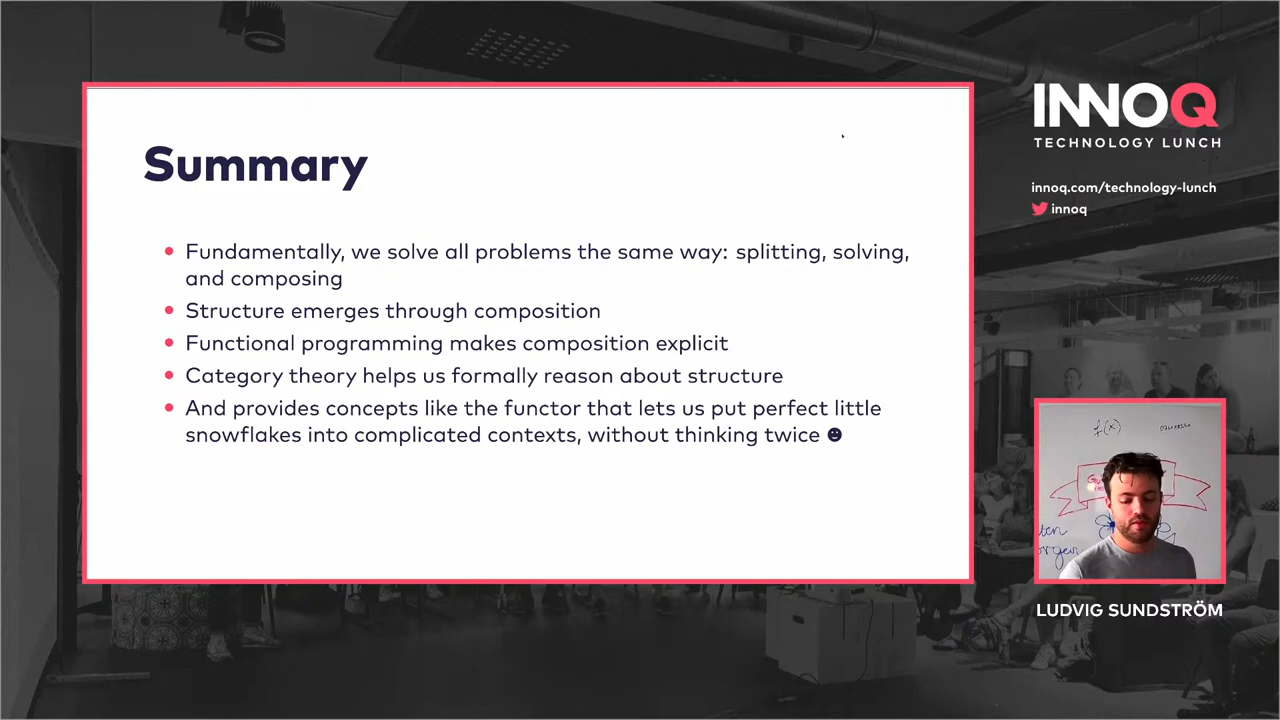 Summary
Fundamentally, we solve all problems the same way: splitting, solving,
and composing
Structure emerges through composition
Functional programming makes composition explicit
Category theory helps us formally reason about structure
And provides concepts like the functor that lets us put perfect little
snowflakes into complicated contexts, without thinking twice ☻
INNOQ
TECHNOLOGY LUNCH
innoq.com/technology-lunch
innoq
f(x)
LUDVIG SUNDSTRÖM